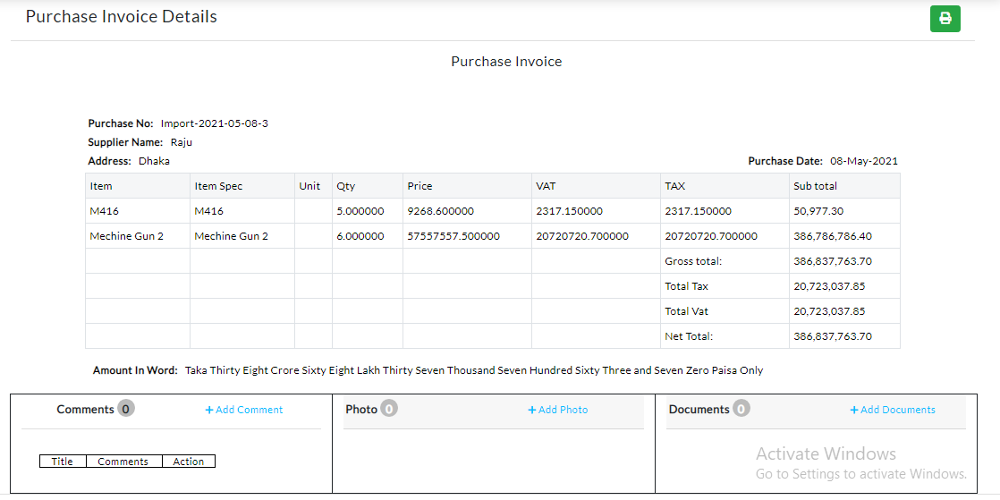 Purchase Invoice Details
Purchase Invoice
Purchase No: Import-2021-05-08-3
Supplier Name: Raju
Address: Dhaka Purchase Date: 08-May-2021
Item Item Spec Unit Qty Price VAT TAX Sub total
M416 M416 5.000000 9268.600000 2317.150000 2317.150000 50,977.30
Mechine Gun 2 Mechine Gun 2 6.000000 57557557.500000 20720720.700000 20720720.700000 386,786,786.40
Gross total: 386,837,763.70
Total Tax 20,723,037.85
Total Vat 20,723,037.85
Net Total: 386,837,763.70
Amount In Word: Taka Thirty Eight Crore Sixty Eight Lakh Thirty Seven Thousand Seven Hundred Sixty Three and Seven Zero Paisa Only
Comments 0 + Add Comment Photo 0 + Add Photo Documents 0 + Add Documents
Title Comments Action
Activate Windows
Go to Settings to activate Windows.